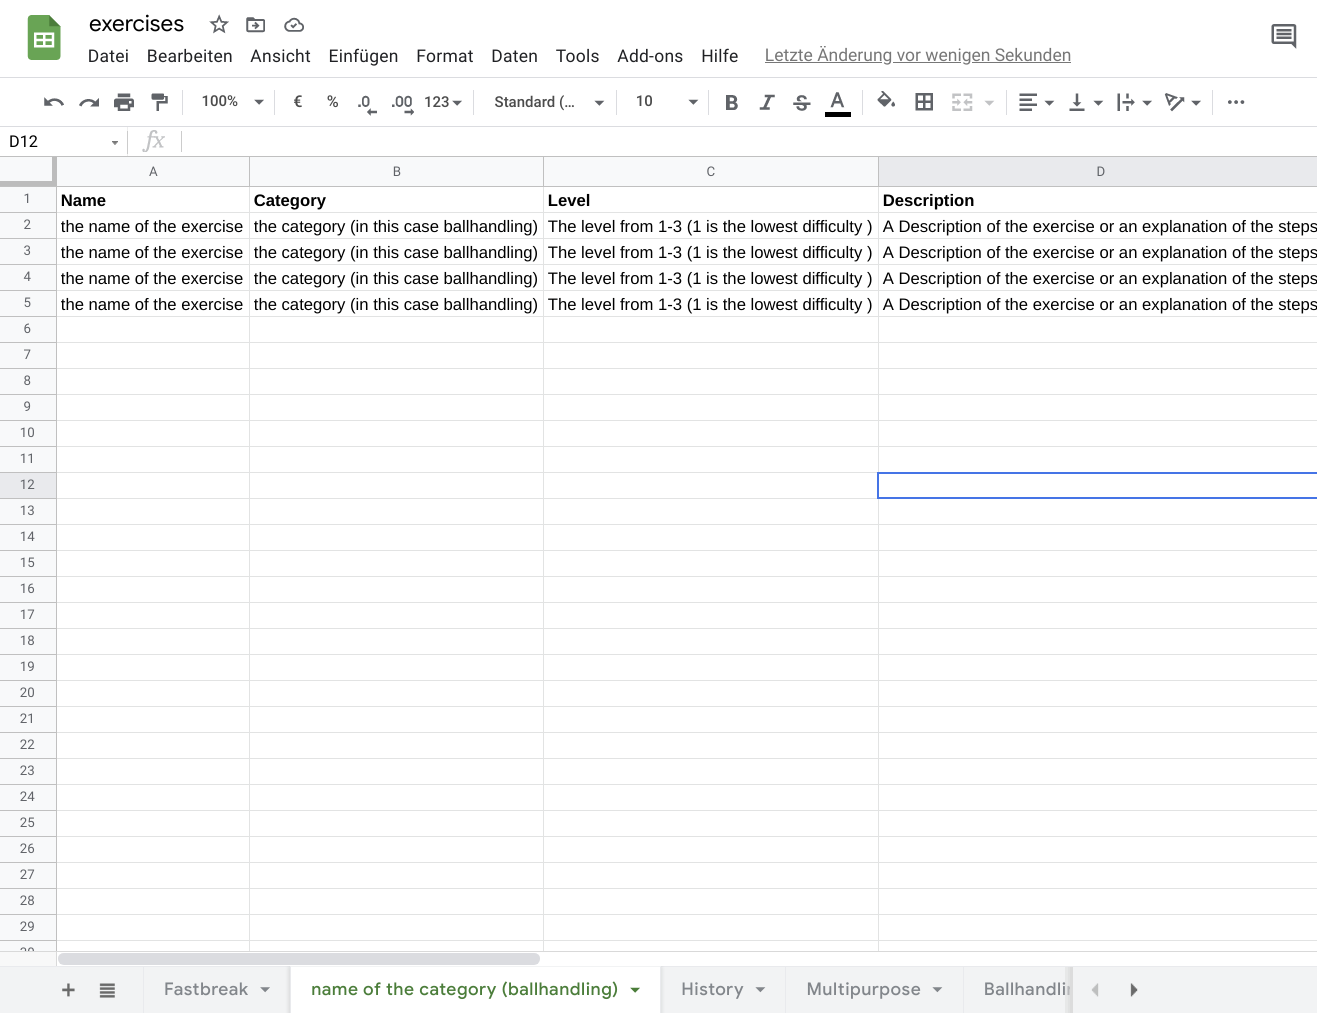 exercises
Datei Bearbeiten Ansicht Einfügen Format Daten Tools Add-ons Hilfe Letzte Änderung vor wenigen Sekunden
100% € % .0 .00 123 Standard (... 10 B I S A
D12 fx
A B C D
1 Name Category Level Description
2 the name of the exercise the category (in this case ballhandling) The level from 1-3 (1 is the lowest difficulty ) A Description of the exercise or an explanation of the steps
3 the name of the exercise the category (in this case ballhandling) The level from 1-3 (1 is the lowest difficulty ) A Description of the exercise or an explanation of the steps
4 the name of the exercise the category (in this case ballhandling) The level from 1-3 (1 is the lowest difficulty ) A Description of the exercise or an explanation of the steps
5 the name of the exercise the category (in this case ballhandling) The level from 1-3 (1 is the lowest difficulty ) A Description of the exercise or an explanation of the steps
6
7
8
9
10
11
12
13
14
15
16
17
18
19
20
21
22
23
24
25
26
27
28
29
Fastbreak name of the category (ballhandling) History Multipurpose Ballhandli